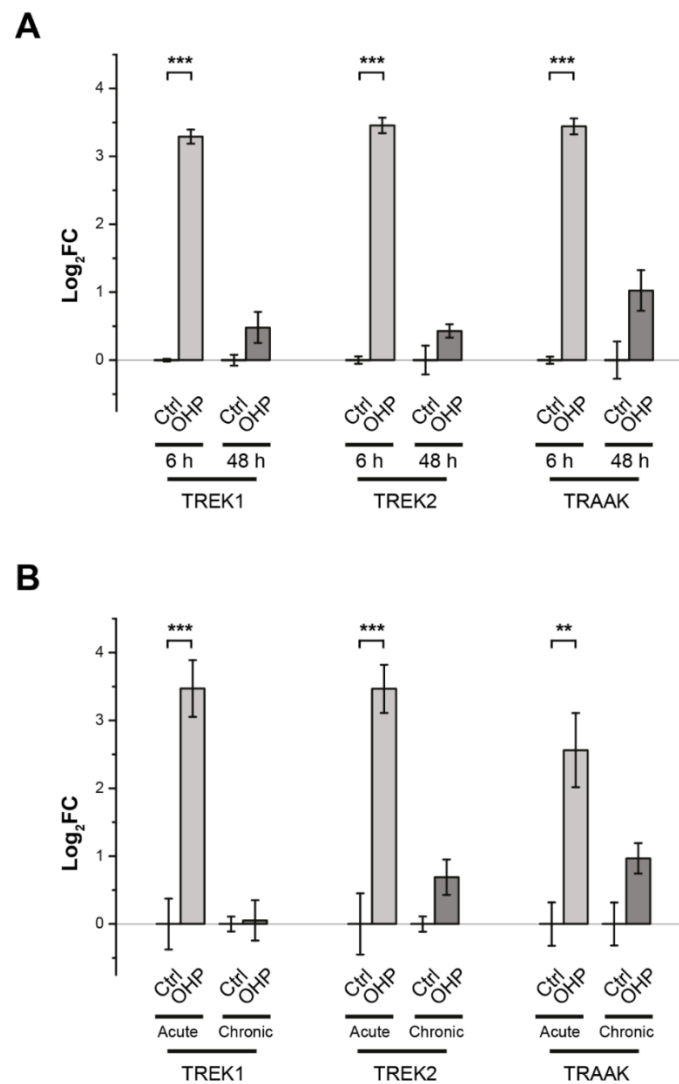 A
*** *** ***
4
3
2
1
0
Log₂FC
Ctrl OHP Ctrl OHP Ctrl OHP Ctrl OHP Ctrl OHP Ctrl OHP
6 h 48 h 6 h 48 h 6 h 48 h
TREK1 TREK2 TRAAK
B
*** *** **
4
3
2
1
0
Log₂FC
Ctrl OHP Ctrl OHP Ctrl OHP Ctrl OHP Ctrl OHP Ctrl OHP
Acute Chronic Acute Chronic Acute Chronic
TREK1 TREK2 TRAAK